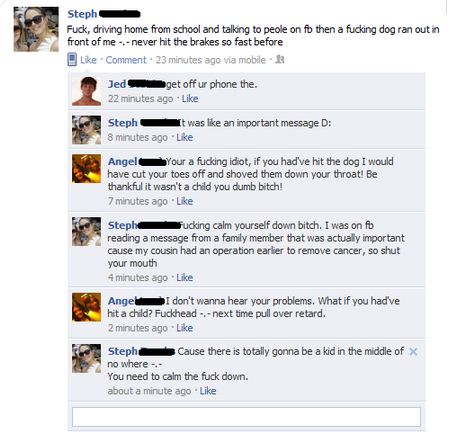 Steph
Fuck, driving home from school and talking to peole on fb then a fucking dog ran out in
front of me -.- never hit the brakes so fast before
Like · Comment · 23 minutes ago via mobile ·
Jed get off ur phone the.
22 minutes ago · Like
Steph It was like an important message D:
8 minutes ago · Like
Angel Your a fucking idiot, if you had've hit the dog I would
have cut your toes off and shoved them down your throat! Be
thankful it wasn't a child you dumb bitch!
7 minutes ago · Like
Steph Fucking calm yourself down bitch. I was on fb
reading a message from a family member that was actually important
cause my cousin had an operation earlier to remove cancer, so shut
your mouth
4 minutes ago · Like
Angel I don't wanna hear your problems. What if you had've
hit a child? Fuckhead -.- next time pull over retard.
2 minutes ago · Like
Steph Cause there is totally gonna be a kid in the middle of
no where -.-
You need to calm the fuck down.
about a minute ago · Like